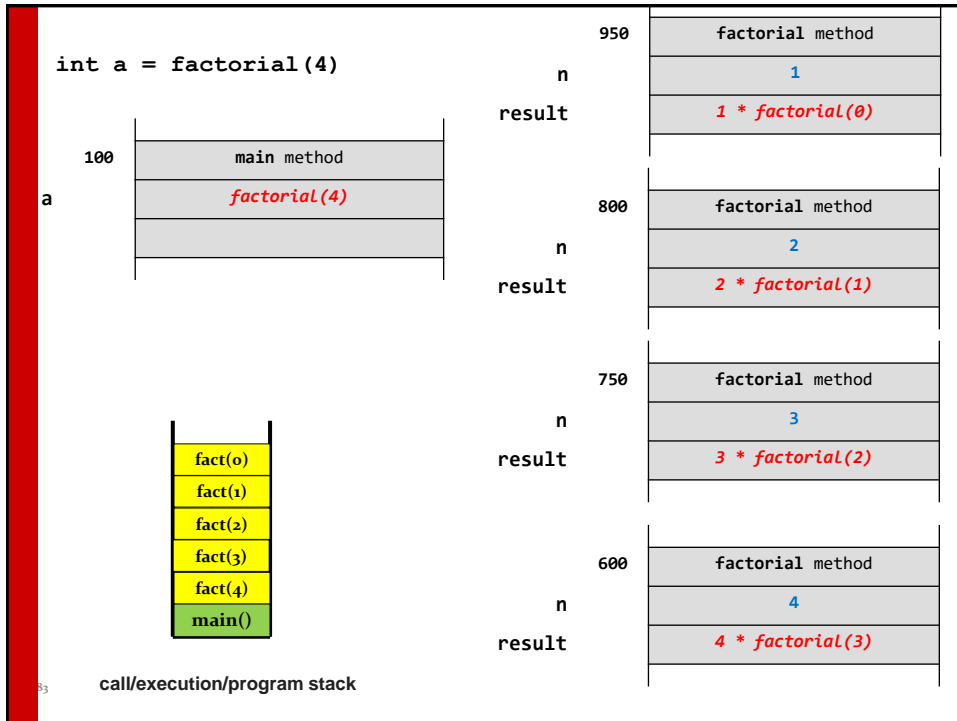 int a = factorial(4)
100
main method
a
factorial(4)
fact(0)
fact(1)
fact(2)
fact(3)
fact(4)
main()
call/execution/program stack
83
950
factorial method
n
1
result
1 * factorial(0)
800
factorial method
n
2
result
2 * factorial(1)
750
factorial method
n
3
result
3 * factorial(2)
600
factorial method
n
4
result
4 * factorial(3)